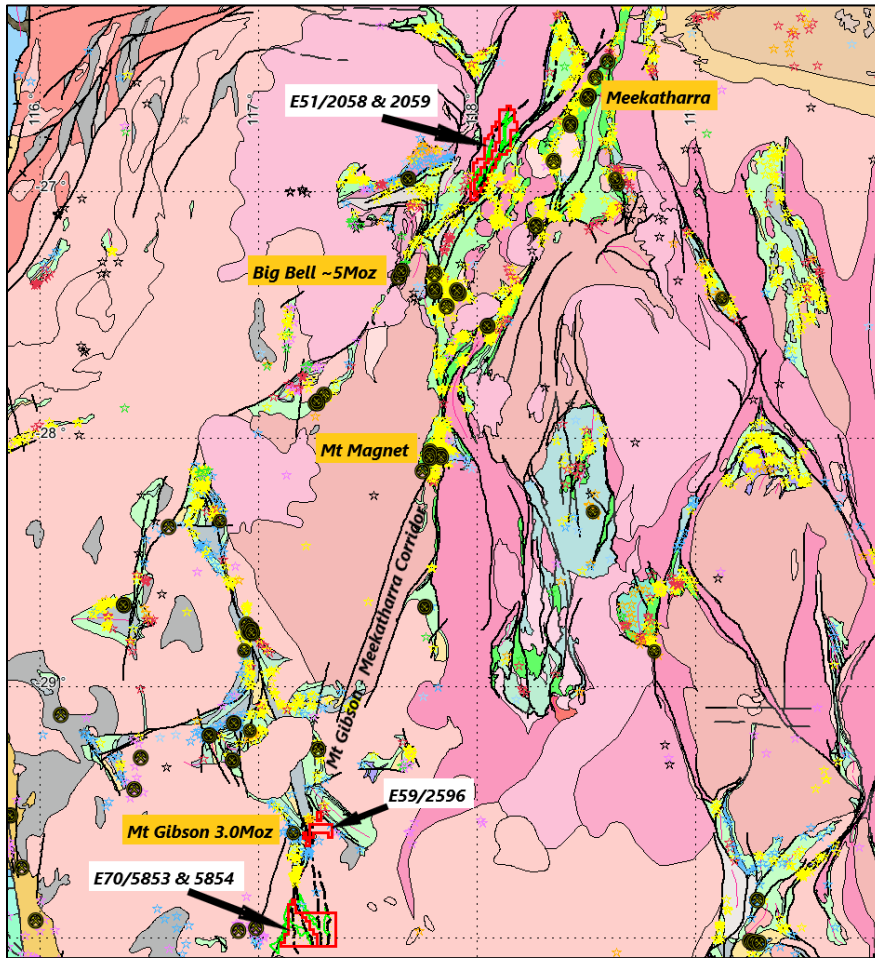 116 °
117 °
118 °
11
E51/2058 & 2059
Meekatharra
-27 °
Big Bell ~5Moz
-28 °
Mt Magnet
Mt Gibson - Meekatharra Corridor
-29 °
E59/2596
Mt Gibson 3.0Moz
E70/5853 & 5854